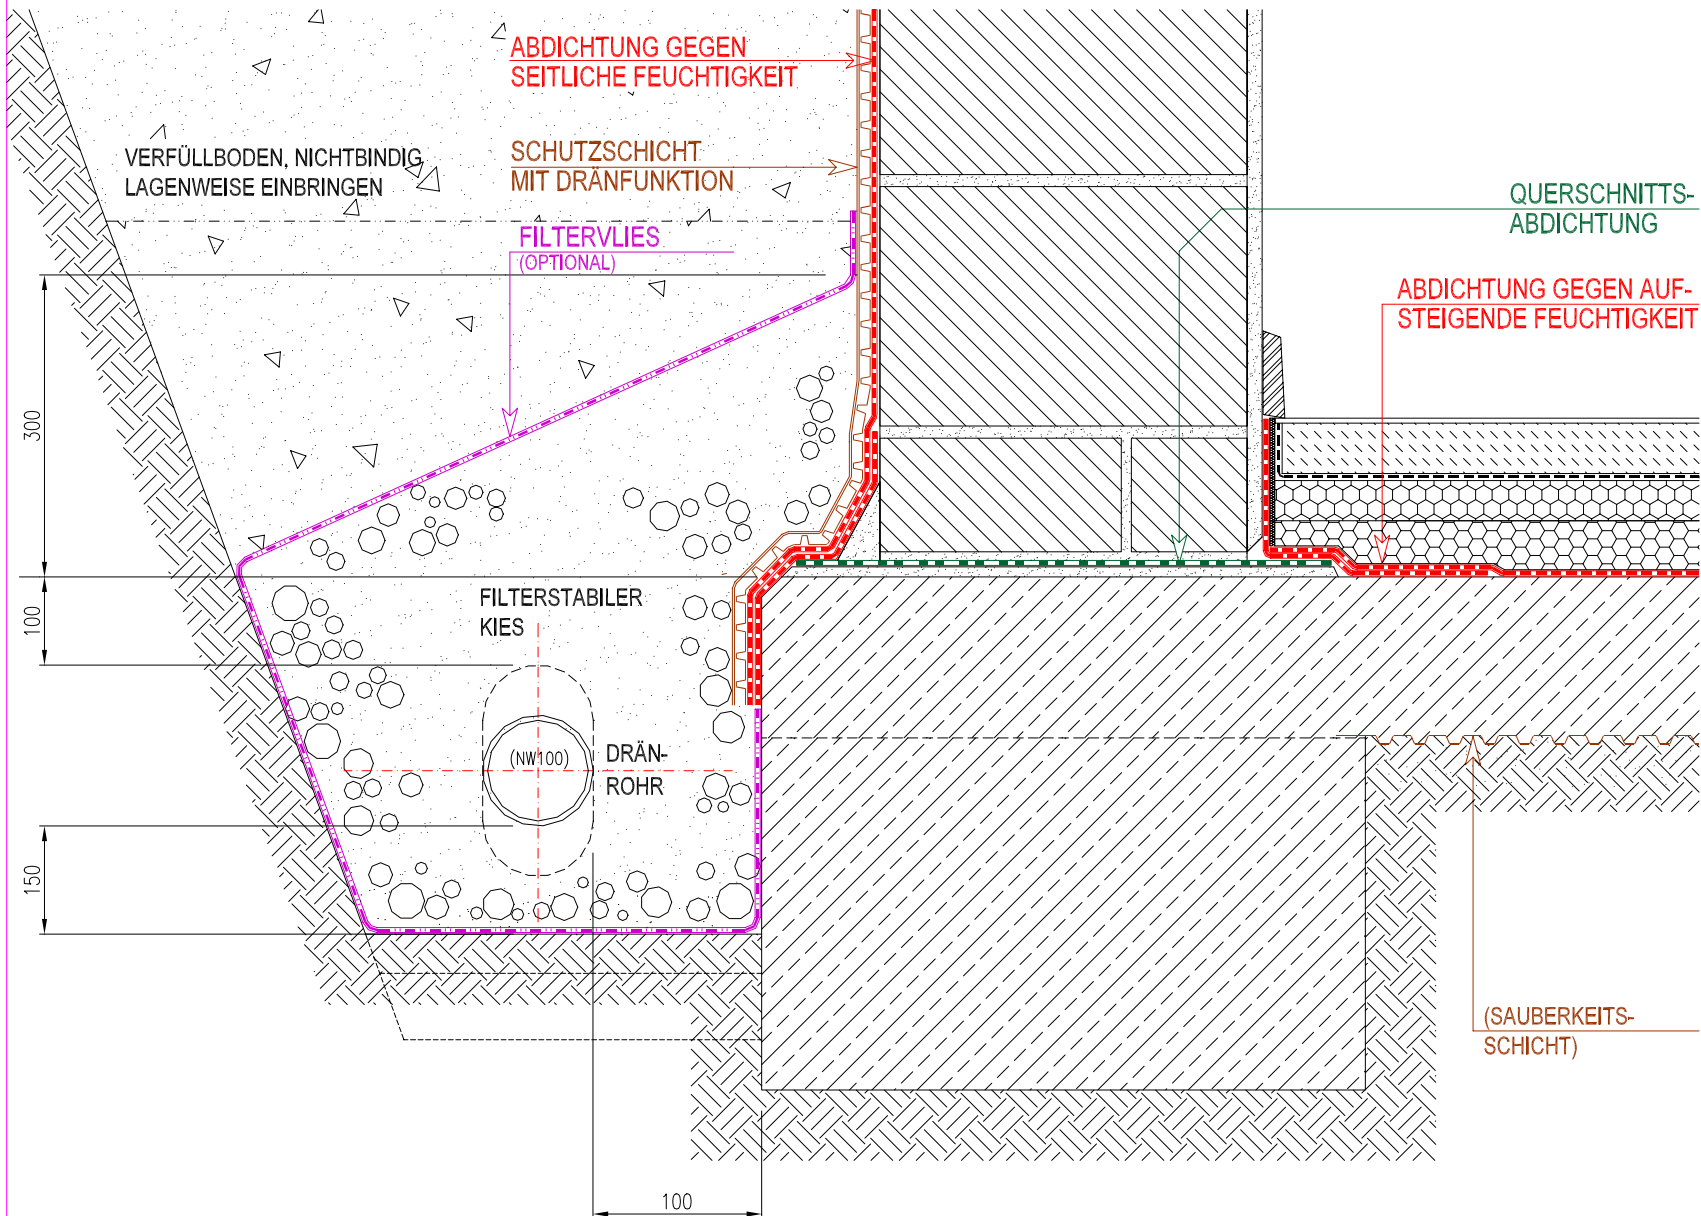 ABDICHTUNG GEGEN
SEITLICHE FEUCHTIGKEIT
VERFÜLLBODEN, NICHTBINDIG
LAGENWEISE EINBRINGEN
SCHUTZSCHICHT
MIT DRÄNFUNKTION
QUERSCHNITTS-
ABDICHTUNG
FILTERVLIES
(OPTIONAL)
ABDICHTUNG GEGEN AUF-
STEIGENDE FEUCHTIGKEIT
300
100
FILTERSTABILER
KIES
(NW100)
DRÄN-
ROHR
150
(SAUBERKEITS-
SCHICHT)
100